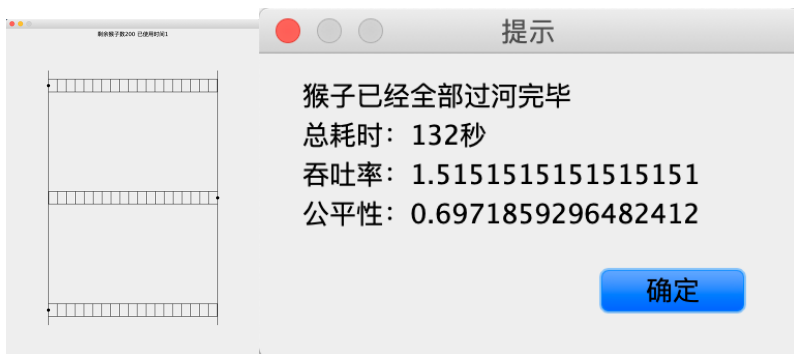 剩余猴子数200 已使用时间1
提示
猴子已经全部过河完毕
总耗时：132秒
吞吐率：1.5151515151515151
公平性：0.6971859296482412
确定